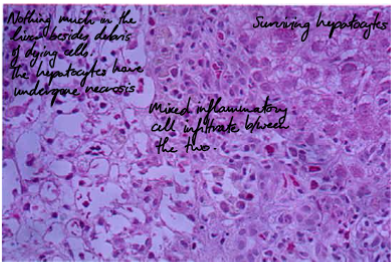 Nothing much in the
liver besides debris
of dying cells.
The hepatocytes have
undergone necrosis
Surviving hepatocytes
Mixed inflammatory
cell infiltrate b/ween
the two.